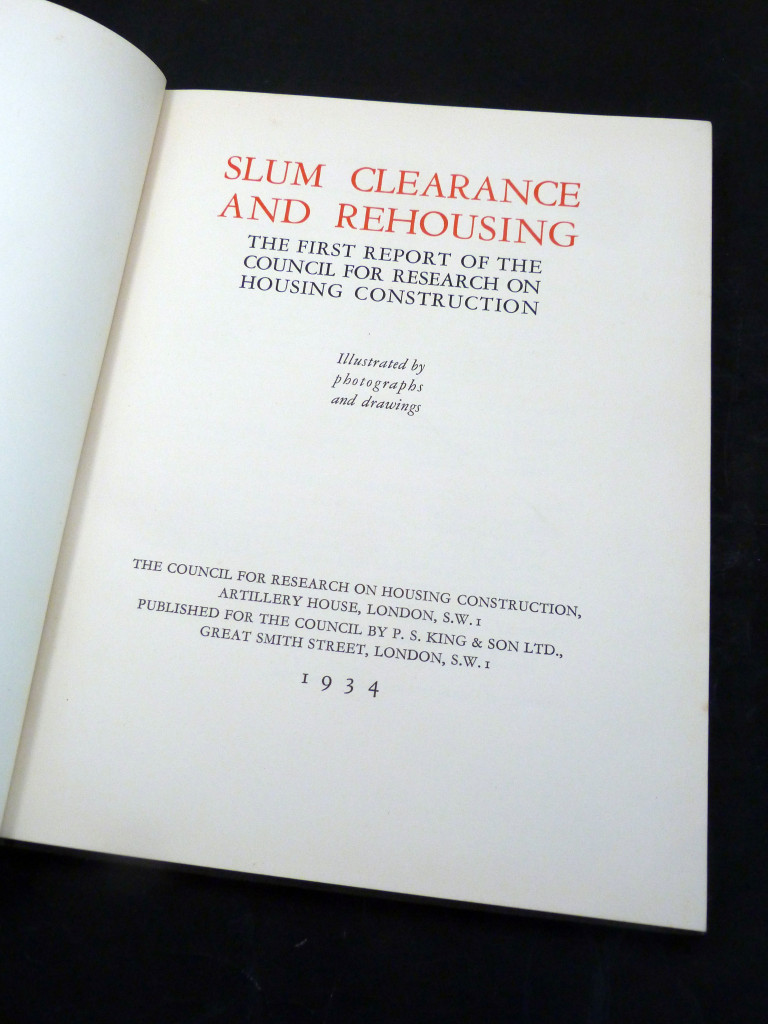 SLUM CLEARANCE
AND REHOUSING
THE FIRST REPORT OF THE
COUNCIL FOR RESEARCH ON
HOUSING CONSTRUCTION
Illustrated by
photographs
and drawings
THE COUNCIL FOR RESEARCH ON HOUSING CONSTRUCTION,
ARTILLERY HOUSE, LONDON, S.W.1
PUBLISHED FOR THE COUNCIL BY P. S. KING & SON LTD.,
GREAT SMITH STREET, LONDON, S.W.1
1934